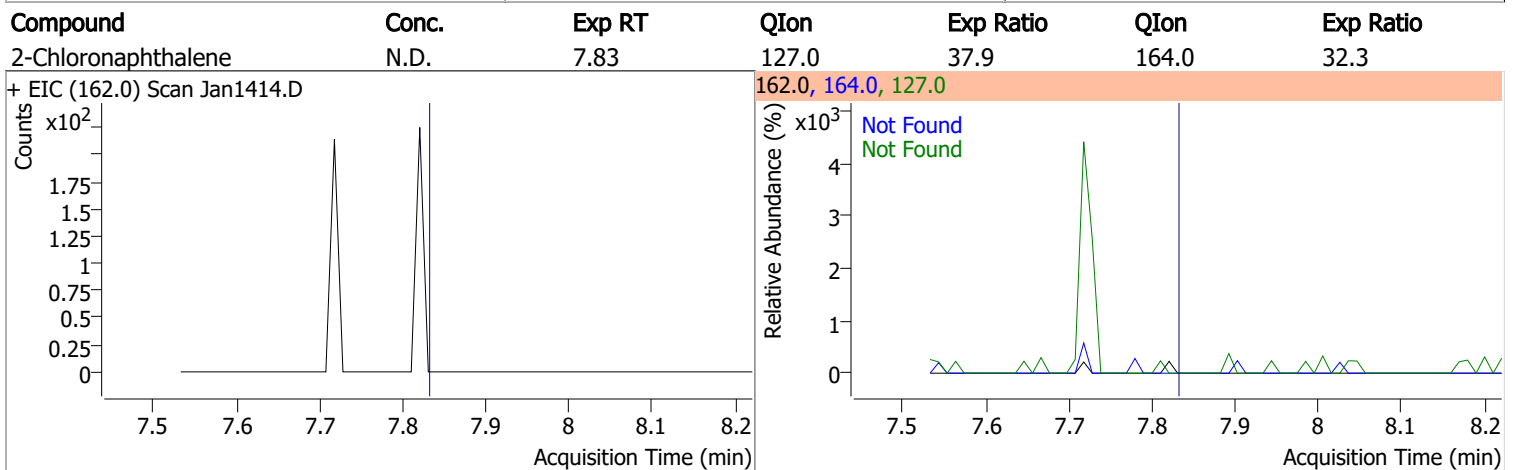 Compound Conc. Exp RT QIon Exp Ratio QIon Exp Ratio
2-Chloronaphthalene N.D. 7.83 127.0 37.9 164.0 32.3
+ EIC (162.0) Scan Jan1414.D
Counts
x102
1.75
1.5
1.25
1
0.75
0.5
0.25
0
7.5 7.6 7.7 7.8 7.9 8 8.1 8.2
Acquisition Time (min)
162.0, 164.0, 127.0
Relative Abundance (%)
x103
Not Found
Not Found
4
3
2
1
0
7.5 7.6 7.7 7.8 7.9 8 8.1 8.2
Acquisition Time (min)